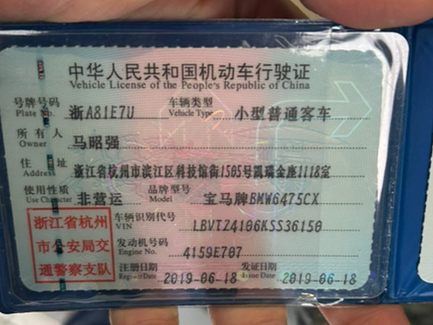 中华人民共和国机动车行驶证
Vehicle License of the People's Republic of China
号牌号码 浙A81E7U 车辆类型 小型普通客车
Plate No. Vehicle Type
所有人 马昭强
Owner
住址 浙江省杭州市滨江区科技馆街1505号凯瑞金座1118室
Address
使用性质 非营运 品牌型号 宝马牌BMW6475CX
Use Character Model
浙江省杭州
市公安局交
通警察支队
车辆识别代号 LBVTZ4106KSS36150
VIN
发动机号码 4159E707
Engine No.
注册日期 2019-06-18 发证日期 2019-06-18
Register Date Issue Date